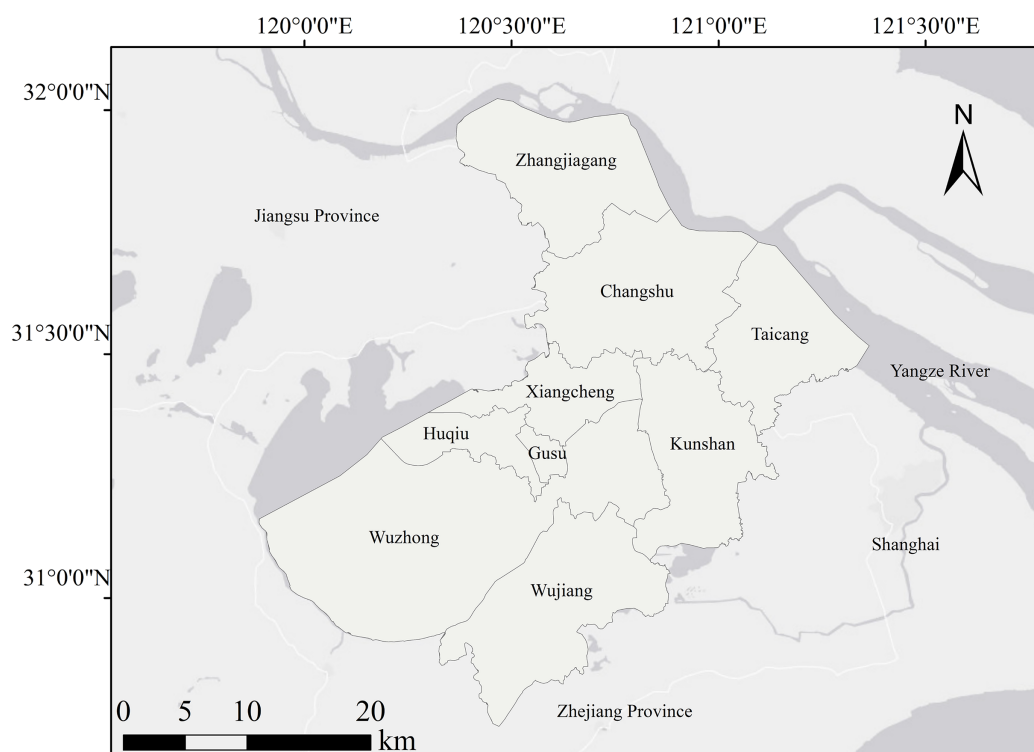 120°0'0"E 120°30'0"E 121°0'0"E 121°30'0"E
32°0'0"N
N
Zhangjiagang
Jiangsu Province
Changshu
31°30'0"N
Taicang
Yangze River
Xiangcheng
Huqiu
Gusu
Kunshan
Wuzhong
Shanghai
31°0'0"N
Wujiang
Zhejiang Province
0 5 10 20
km